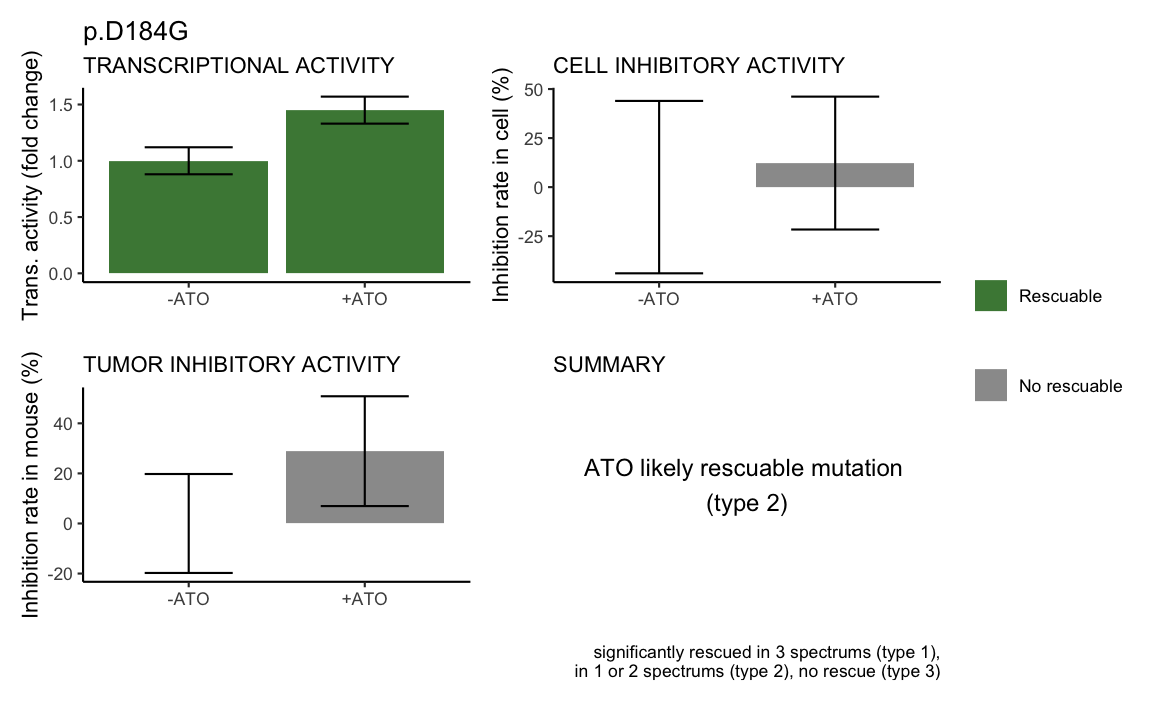 p.D184G
TRANSCRIPTIONAL ACTIVITY
Trans. activity (fold change)
1.5
1.0
0.5
0.0
-ATO
+ATO
CELL INHIBITORY ACTIVITY
Inhibition rate in cell (%)
50
25
0
-25
-ATO
+ATO
Rescuable
No rescuable
TUMOR INHIBITORY ACTIVITY
Inhibition rate in mouse (%)
40
20
0
-20
-ATO
+ATO
SUMMARY
ATO likely rescuable mutation
(type 2)
significantly rescued in 3 spectrums (type 1),
in 1 or 2 spectrums (type 2), no rescue (type 3)